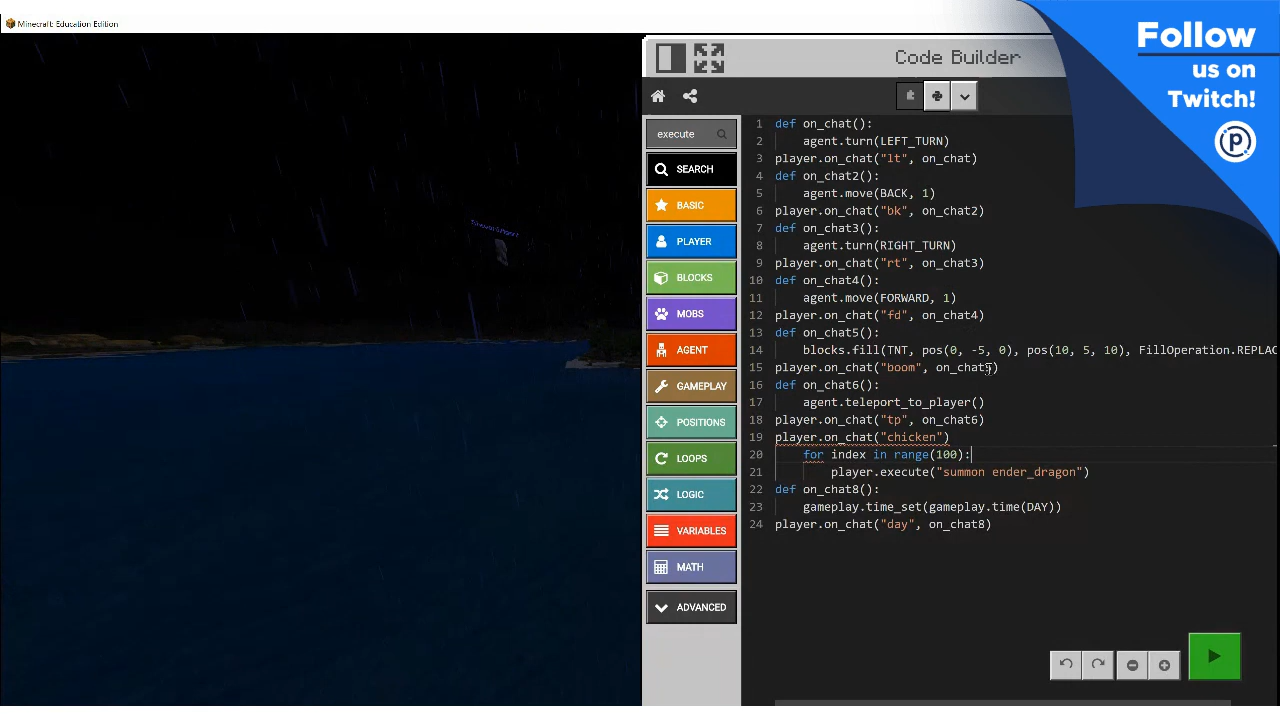 Minecraft: Education Edition
Follow
us on
Twitch!
Code Builder
execute
SEARCH
BASIC
PLAYER
BLOCKS
MOBS
AGENT
GAMEPLAY
POSITIONS
LOOPS
LOGIC
VARIABLES
MATH
ADVANCED
1 def on_chat():
2 agent.turn(LEFT_TURN)
3 player.on_chat("lt", on_chat)
4 def on_chat2():
5 agent.move(BACK, 1)
6 player.on_chat("bk", on_chat2)
7 def on_chat3():
8 agent.turn(RIGHT_TURN)
9 player.on_chat("rt", on_chat3)
10 def on_chat4():
11 agent.move(FORWARD, 1)
12 player.on_chat("fd", on_chat4)
13 def on_chat5():
14 blocks.fill(TNT, pos(0, -5, 0), pos(10, 5, 10), FillOperation.REPLAC
15 player.on_chat("boom", on_chat5)
16 def on_chat6():
17 agent.teleport_to_player()
18 player.on_chat("tp", on_chat6)
19 player.on_chat("chicken")
20 for index in range(100):
21 player.execute("summon ender_dragon")
22 def on_chat8():
23 gameplay.time_set(gameplay.time(DAY))
24 player.on_chat("day", on_chat8)